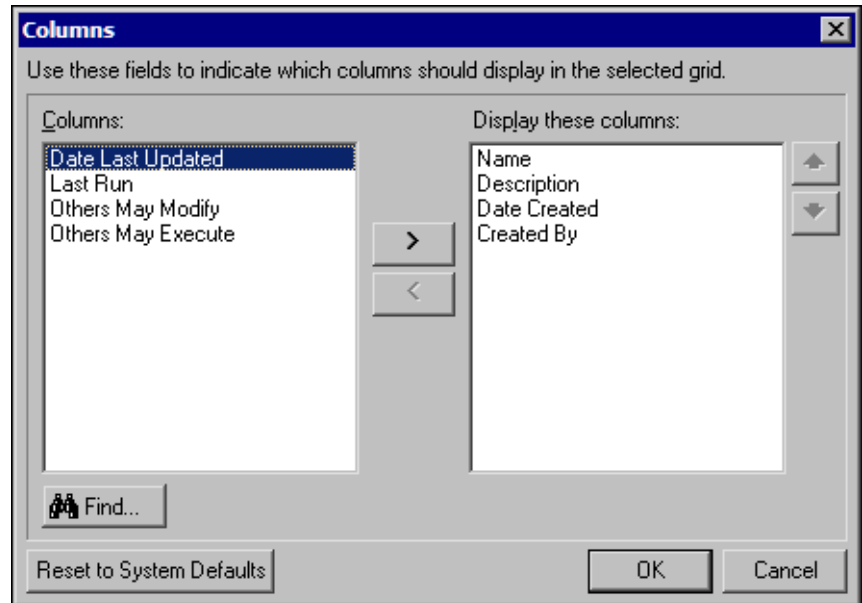 Columns
Use these fields to indicate which columns should display in the selected grid.
Columns:
Date Last Updated
Last Run
Others May Modify
Others May Execute
>
<
Display these columns:
Name
Description
Date Created
Created By
Find...
Reset to System Defaults
OK
Cancel